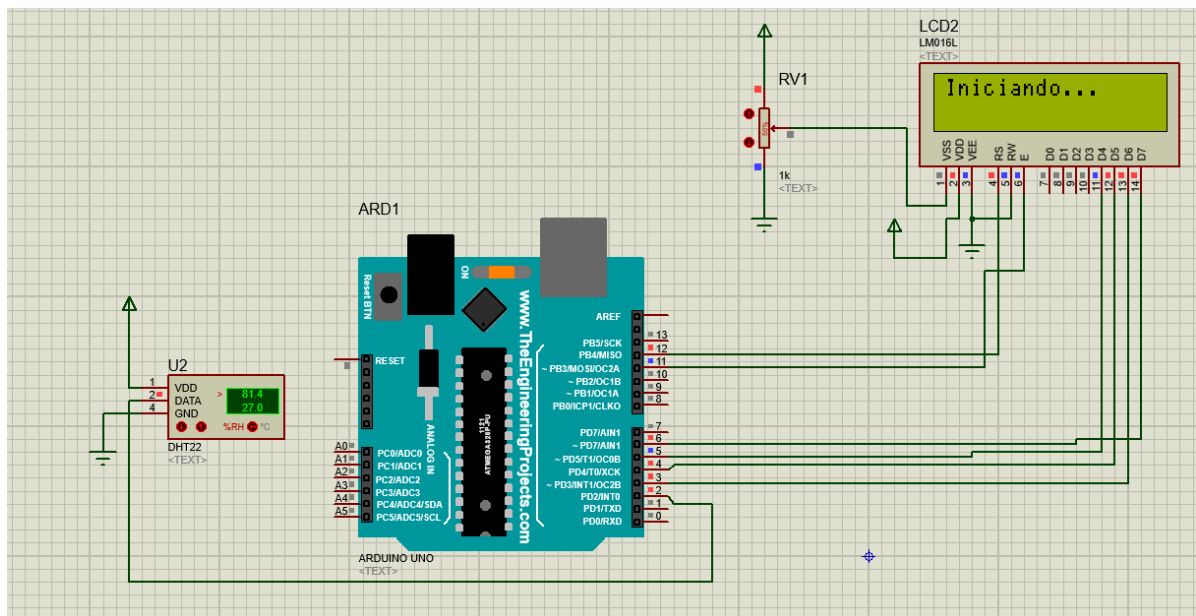 LCD2
LM016L
<TEXT>
Iniciando...
VSS
VDD
VEE
RS
RW
E
D0
D1
D2
D3
D4
D5
D6
D7
1
2
3
4
5
6
7
8
9
10
11
12
13
14
RV1
50%
1k
<TEXT>
ARD1
Reset BTN
ON
www.TheEngineeringProjects.com
RESET
AREF
PB5/SCK
13
PB4/MISO
12
~ PB3/MOSI/OC2A
11
~ PB2/OC1B
10
~ PB1/OC1A
9
PB0/ICP1/CLKO
8
PD7/AIN1
7
~ PD7/AIN1
6
~ PD5/T1/OC0B
5
PD4/T0/XCK
4
~ PD3/INT1/OC2B
3
PD2/INT0
2
PD1/TXD
1
PD0/RXD
0
ANALOG IN
1121
ATMEGA328P-PU
A0
PC0/ADC0
A1
PC1/ADC1
A2
PC2/ADC2
A3
PC3/ADC3
A4
PC4/ADC4/SDA
A5
PC5/ADC5/SCL
ARDUINO UNO
<TEXT>
U2
1
VDD
2
DATA
4
GND
>
81.4
27.0
%RH
°C
DHT22
<TEXT>